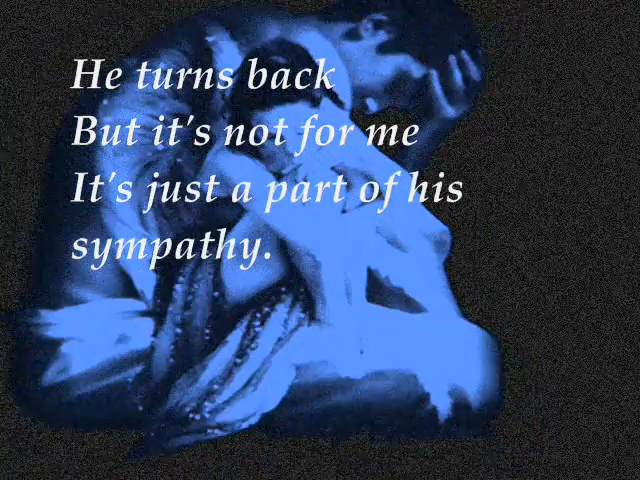 He turns back
But it's not for me
It's just a part of his
sympathy.